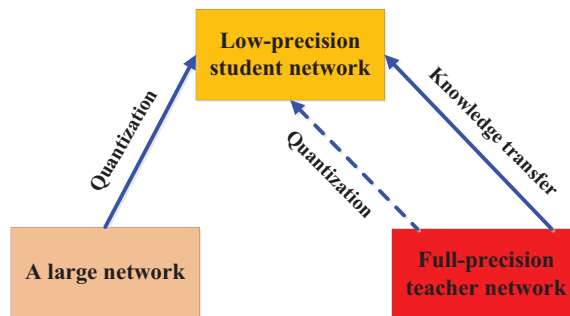 Low-precision
student network
Quantization
Quantization
Knowledge transfer
A large network
Full-precision
teacher network